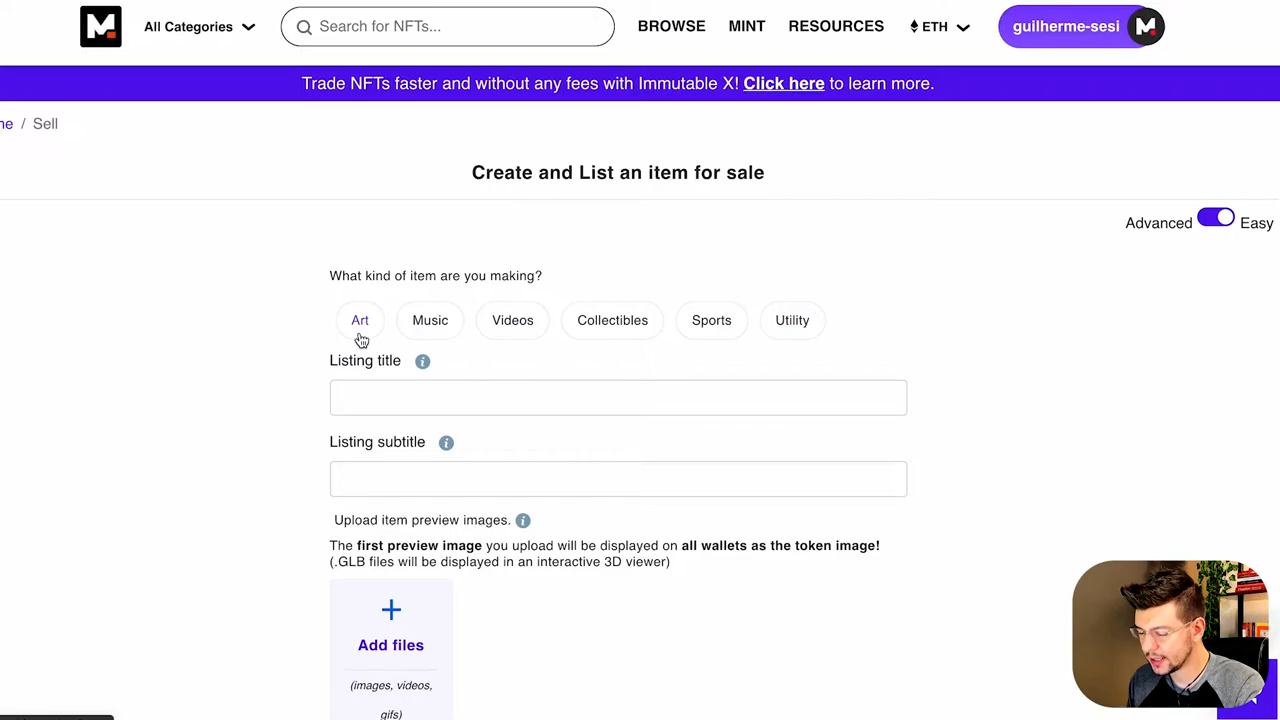 M.
All Categories
Search for NFTs...
BROWSE
MINT
RESOURCES
ETH
guilherme-sesi
M.
Trade NFTs faster and without any fees with Immutable X! Click here to learn more.
me / Sell
Create and List an item for sale
Advanced
Easy
What kind of item are you making?
Art
Music
Videos
Collectibles
Sports
Utility
Listing title
Listing subtitle
Upload item preview images.
The first preview image you upload will be displayed on all wallets as the token image!
(.GLB files will be displayed in an interactive 3D viewer)
+
Add files
(images, videos,
gifs)